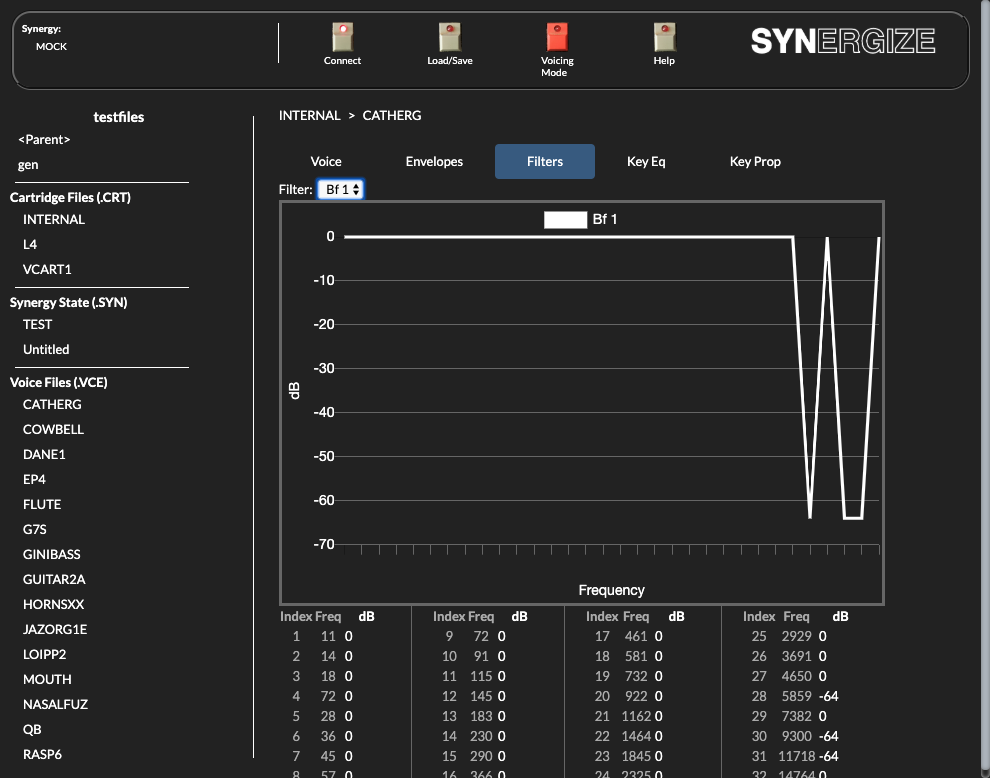 Synergy:
MOCK
Connect
Load/Save
Voicing
Mode
Help
SYNERGIZE
testfiles
<Parent>
gen
Cartridge Files (.CRT)
INTERNAL
L4
VCART1
Synergy State (.SYN)
TEST
Untitled
Voice Files (.VCE)
CATHERG
COWBELL
DANE1
EP4
FLUTE
G7S
GINIBASS
GUITAR2A
HORNSXX
JAZORG1E
LOIPP2
MOUTH
NASALFUZ
QB
RASP6
INTERNAL > CATHERG
Voice Envelopes Filters Key Eq Key Prop
Filter: Bf 1
Bf 1
0
-10
-20
-30
-40
-50
-60
-70
dB
Frequency
Index Freq dB Index Freq dB Index Freq dB Index Freq dB
1 11 0 9 72 0 17 461 0 25 2929 0
2 14 0 10 91 0 18 581 0 26 3691 0
3 18 0 11 115 0 19 732 0 27 4650 0
4 72 0 12 145 0 20 922 0 28 5859 -64
5 28 0 13 183 0 21 1162 0 29 7382 0
6 36 0 14 230 0 22 1464 0 30 9300 -64
7 45 0 15 290 0 23 1845 0 31 11718 -64
8 57 0 16 366 0 24 2325 0 32 14764 0